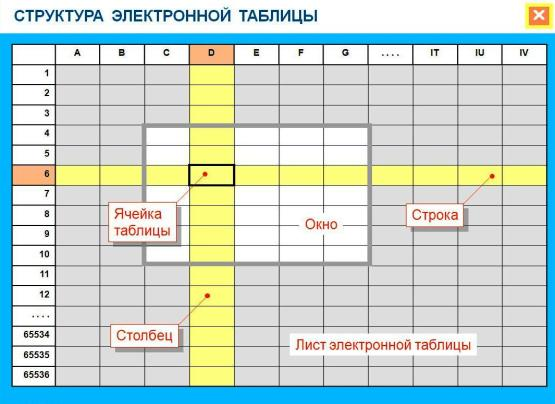 СТРУКТУРА ЭЛЕКТРОННОЙ ТАБЛИЦЫ
A B C D E F G .... IT IU IV
1
2
3
4
5
6
7
8
9
10
11
12
....
65534
65535
65536
Ячейка
таблицы
Окно
Строка
Столбец
Лист электронной таблицы